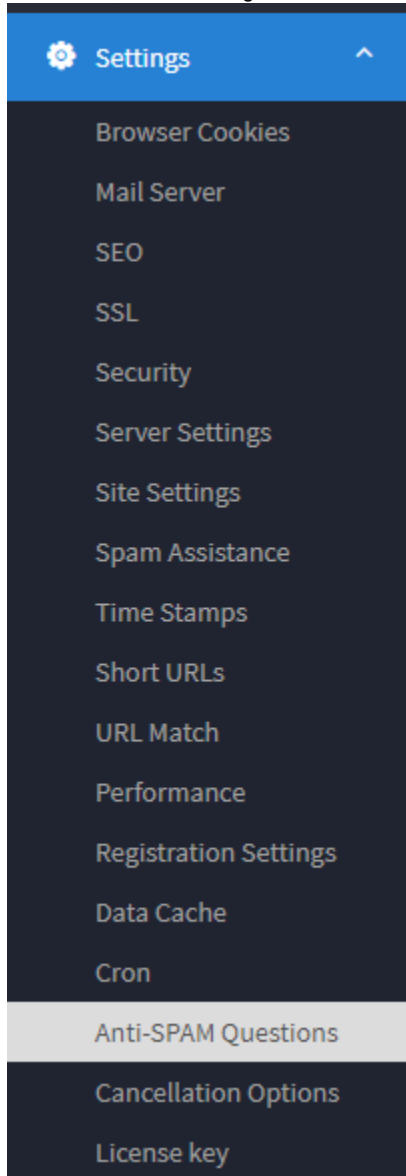 Settings
Browser Cookies
Mail Server
SEO
SSL
Security
Server Settings
Site Settings
Spam Assistance
Time Stamps
Short URLs
URL Match
Performance
Registration Settings
Data Cache
Cron
Anti-SPAM Questions
Cancellation Options
License key